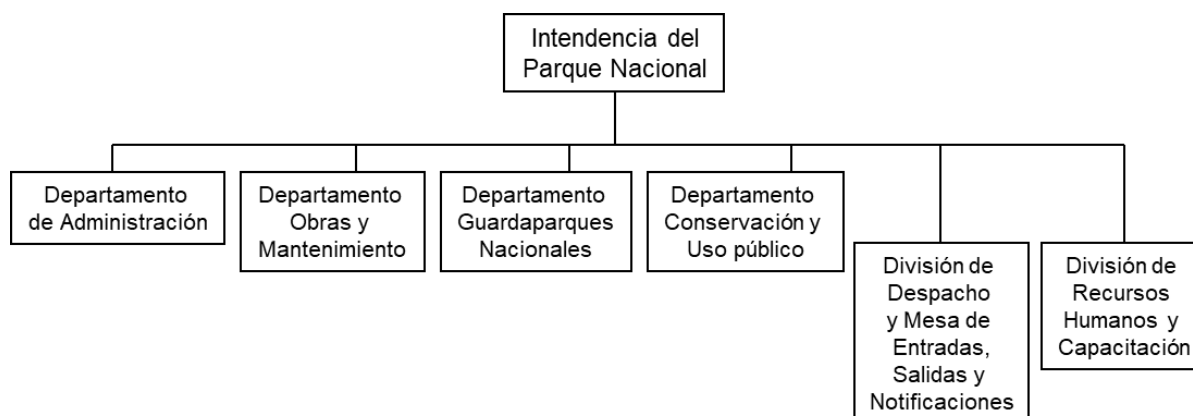 Intendencia del
Parque Nacional
Departamento
de Administración
Departamento
Obras y
Mantenimiento
Departamento
Guardaparques
Nacionales
Departamento
Conservación y
Uso público
División de
Despacho
y Mesa de
Entradas,
Salidas y
Notificaciones
División de
Recursos
Humanos y
Capacitación